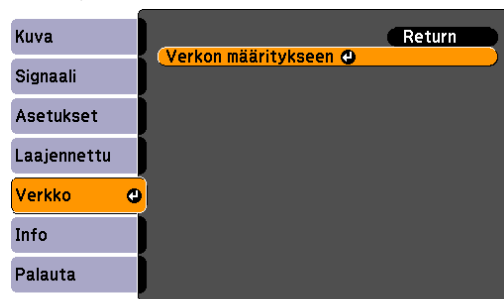 Kuva
Signaali
Asetukset
Laajennettu
Verkko
Info
Palauta
Return
Verkon määritykseen